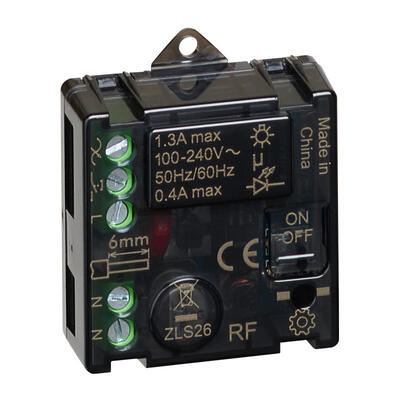 1.3A max
100-240V~
50Hz/60Hz
0.4A max
Made in
China
L
6mm
ON
OFF
CE
N
N
ZLS26
RF